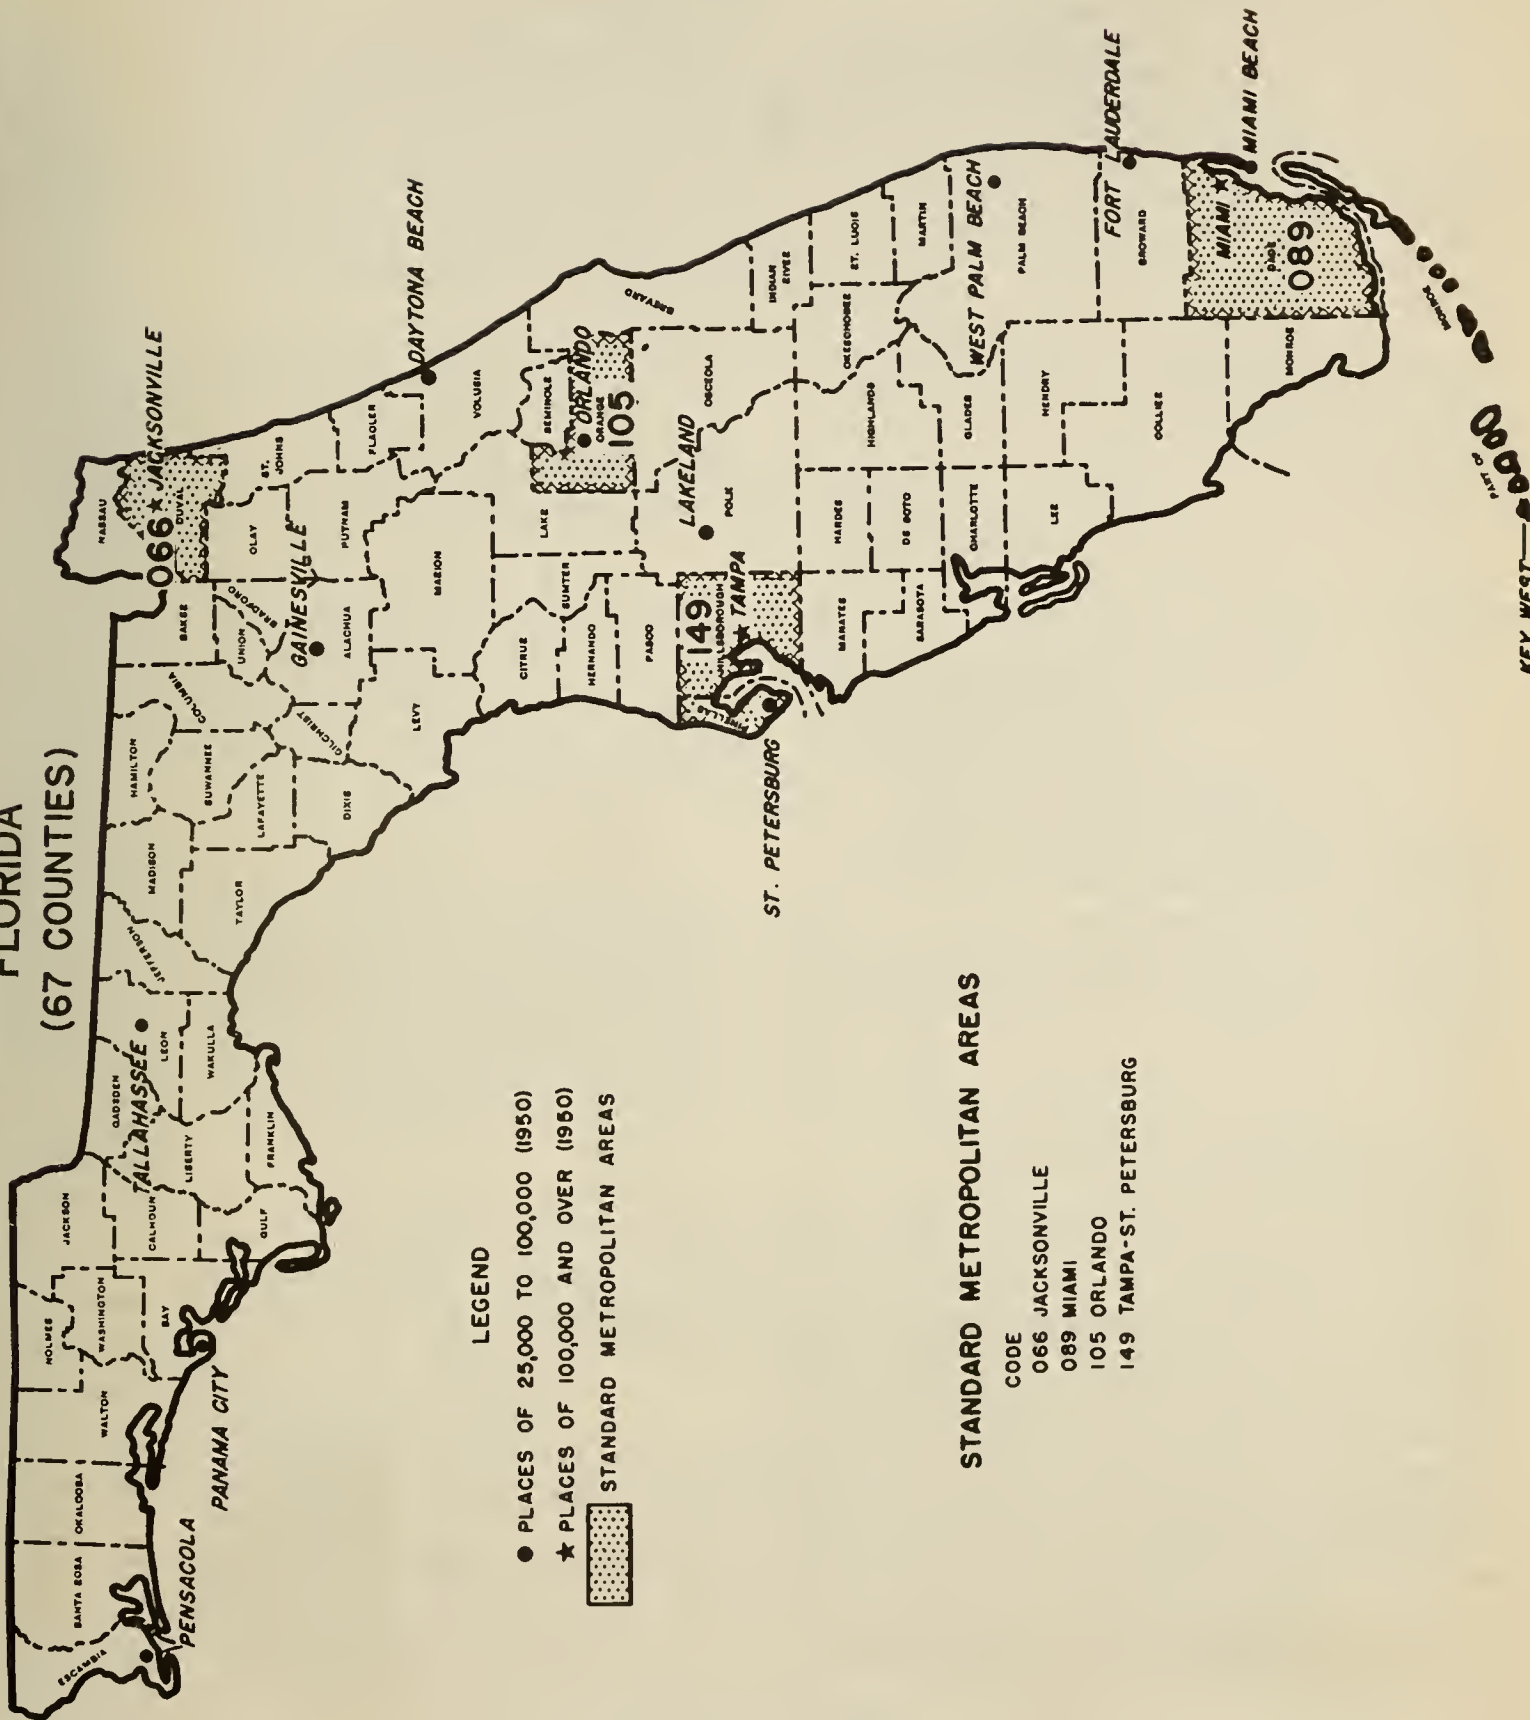 FLORIDA
(67 COUNTIES)
ESCAMBIA
SANTA ROSA
OKALOOSA
WALTON
HOLMES
WASHINGTON
BAY
JACKSON
CALHOUN
GULF
GADSDEN
LIBERTY
FRANKLIN
LEON
WAKULLA
JEFFERSON
MADISON
TAYLOR
HAMILTON
SUWANNEE
LAFAYETTE
DIXIE
COLUMBIA
GILCHRIST
LEVY
BAKER
UNION
BRADFORD
ALACHUA
NASSAU
DUVAL
CLAY
ST.
JOHNS
PUTNAM
FLAGLER
MARION
VOLUSIA
CITRUS
SUMTER
HERNANDO
PASCO
LAKE
SEMINOLE
ORANGE
BREVARD
OSCEOLA
POLK
HILLSBOROUGH
PINELLAS
INDIAN
RIVER
MANATEE
HARDEE
HIGHLANDS
OKEECHOBEE
ST. LUCIE
SARASOTA
DE SOTO
MARTIN
CHARLOTTE
GLADES
LEE
HENDRY
PALM BEACH
COLLIER
BROWARD
MONROE
DADE
MONROE
PART OF
PENSACOLA
PANAMA CITY
TALLAHASSEE
066
JACKSONVILLE
GAINESVILLE
DAYTONA BEACH
ORLANDO
105
LAKELAND
149
TAMPA
ST. PETERSBURG
WEST PALM BEACH
FORT LAUDERDALE
MIAMI
089
MIAMI BEACH
KEY WEST
LEGEND
PLACES OF 25,000 TO 100,000 (1950)
PLACES OF 100,000 AND OVER (1950)
STANDARD METROPOLITAN AREAS
STANDARD METROPOLITAN AREAS
CODE
066 JACKSONVILLE
089 MIAMI
105 ORLANDO
149 TAMPA-ST. PETERSBURG